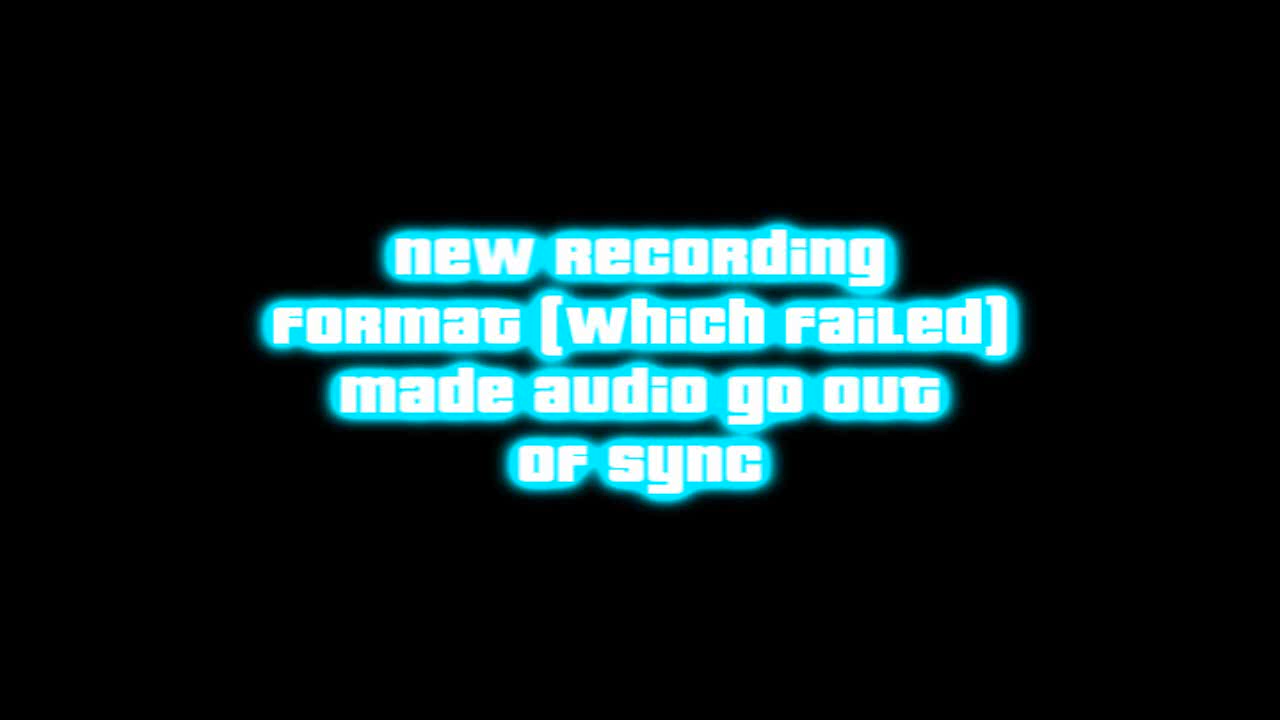 new recording
format (which failed)
made audio go out
of sync